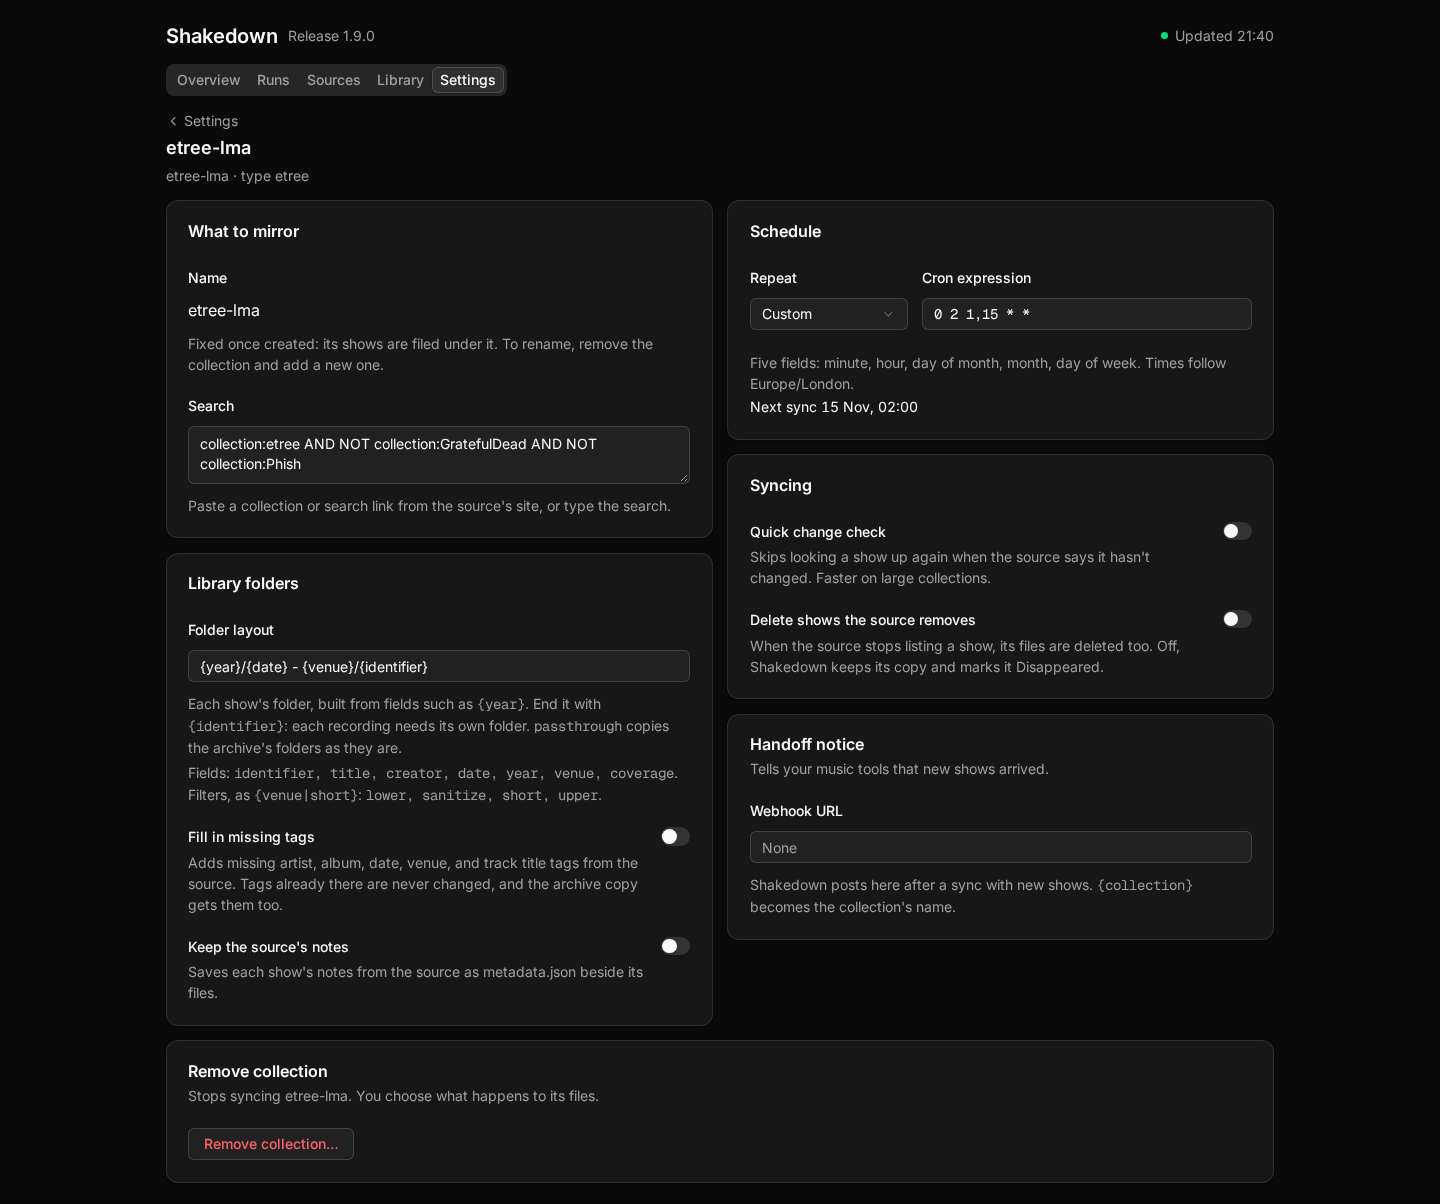 Shakedown Release 1.9.0
Updated 21:40
Overview Runs Sources Library Settings
Settings
etree-lma
etree-lma · type etree
What to mirror
Name
etree-lma
Fixed once created: its shows are filed under it. To rename, remove the
collection and add a new one.
Search
collection:etree AND NOT collection:GratefulDead AND NOT
collection:Phish
Paste a collection or search link from the source's site, or type the search.
Library folders
Folder layout
{year}/{date} - {venue}/{identifier}
Each show's folder, built from fields such as {year}. End it with
{identifier}: each recording needs its own folder. passthrough copies
the archive's folders as they are.
Fields: identifier, title, creator, date, year, venue, coverage.
Filters, as {venue|short}: lower, sanitize, short, upper.
Fill in missing tags
Adds missing artist, album, date, venue, and track title tags from the
source. Tags already there are never changed, and the archive copy
gets them too.
Keep the source's notes
Saves each show's notes from the source as metadata.json beside its
files.
Schedule
Repeat
Cron expression
Custom
0 2 1,15 * *
Five fields: minute, hour, day of month, month, day of week. Times follow
Europe/London.
Next sync 15 Nov, 02:00
Syncing
Quick change check
Skips looking a show up again when the source says it hasn't
changed. Faster on large collections.
Delete shows the source removes
When the source stops listing a show, its files are deleted too. Off,
Shakedown keeps its copy and marks it Disappeared.
Handoff notice
Tells your music tools that new shows arrived.
Webhook URL
None
Shakedown posts here after a sync with new shows. {collection}
becomes the collection's name.
Remove collection
Stops syncing etree-lma. You choose what happens to its files.
Remove collection...